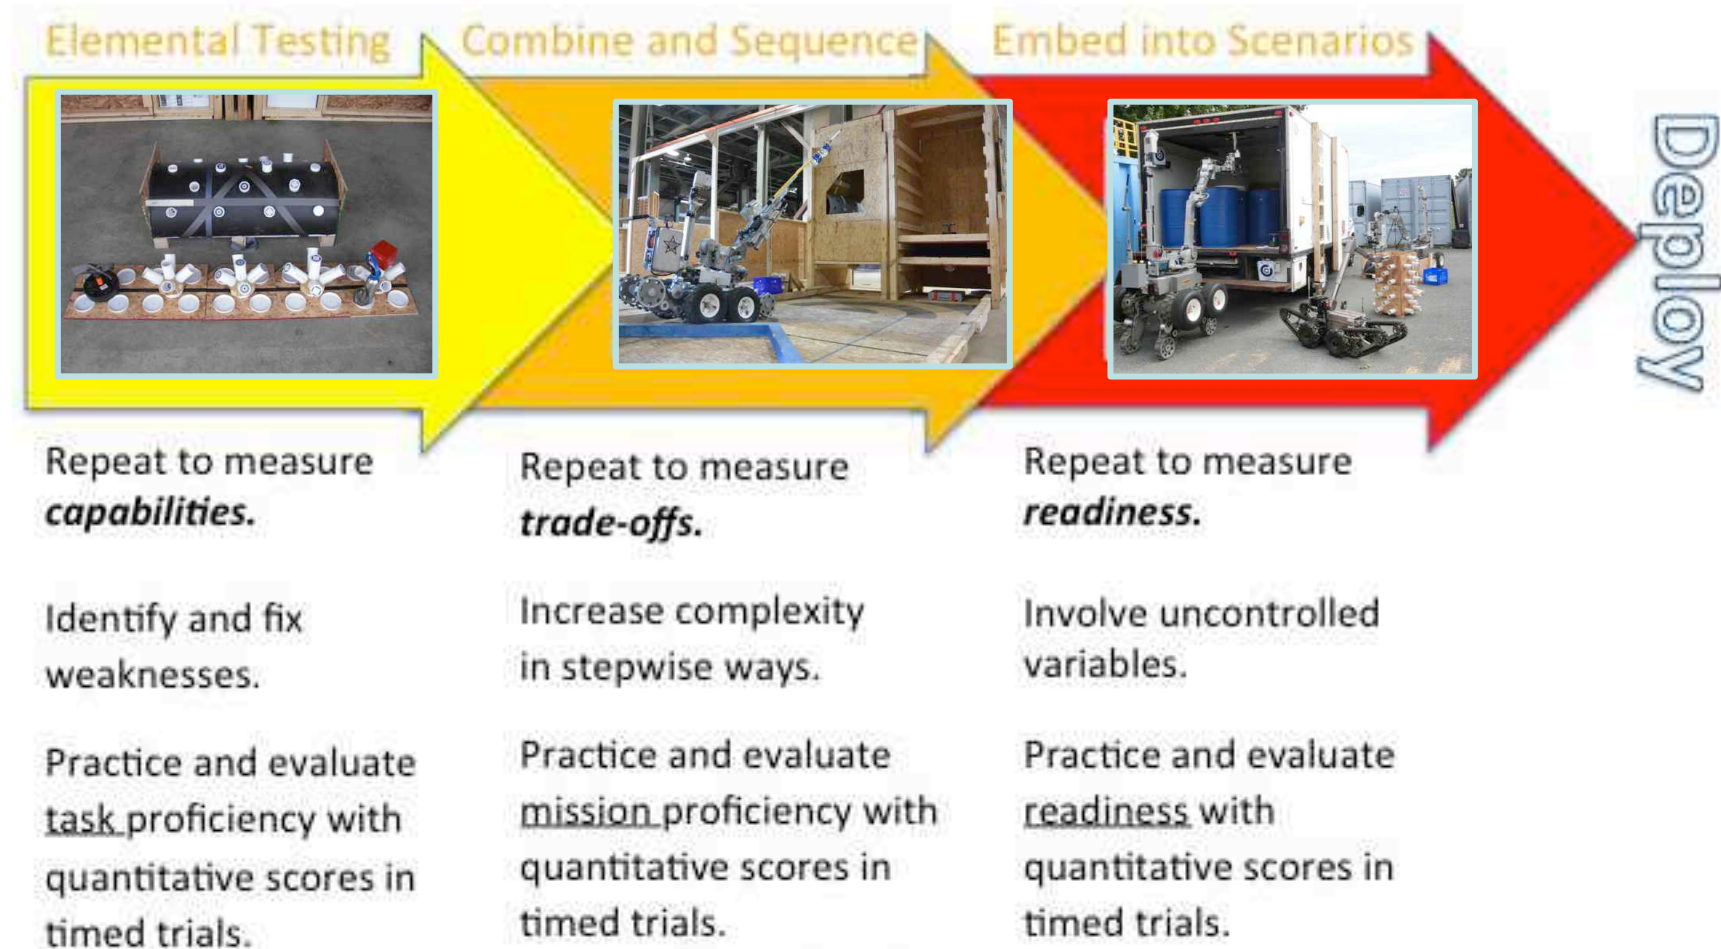 Elemental Testing
Combine and Sequence
Embed into Scenarios
Deploy
Repeat to measure
capabilities.
Identify and fix
weaknesses.
Practice and evaluate
task proficiency with
quantitative scores in
timed trials.
Repeat to measure
trade-offs.
Increase complexity
in stepwise ways.
Practice and evaluate
mission proficiency with
quantitative scores in
timed trials.
Repeat to measure
readiness.
Involve uncontrolled
variables.
Practice and evaluate
readiness with
quantitative scores in
timed trials.